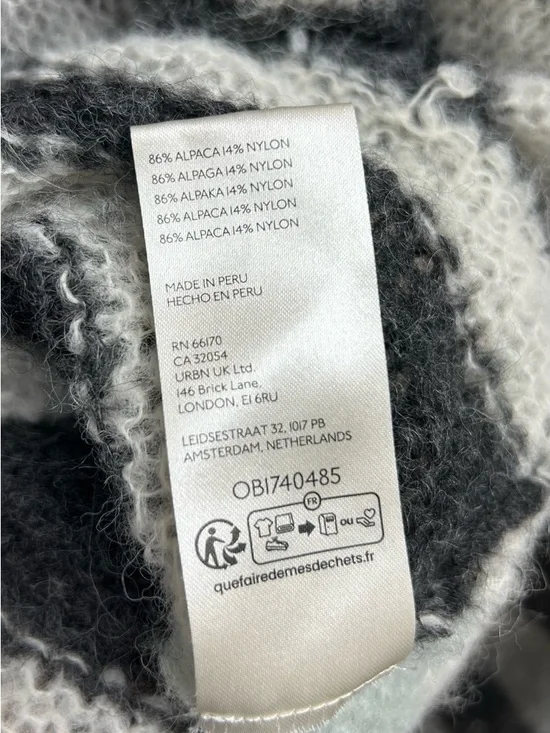 86% ALPACA 14% NYLON
86% ALPAGA 14% NYLON
86% ALPAKA 14% NYLON
86% ALPACA 14% NYLON
86% ALPACA 14% NYLON
MADE IN PERU
HECHO EN PERU
RN 66170
CA 32054
URBN UK Ltd.
146 Brick Lane,
LONDON, E1 6RU
LEIDSESTRAAT 32, 1017 PB
AMSTERDAM, NETHERLANDS
OB1740485
FR
ou
quefairedemesdechets.fr